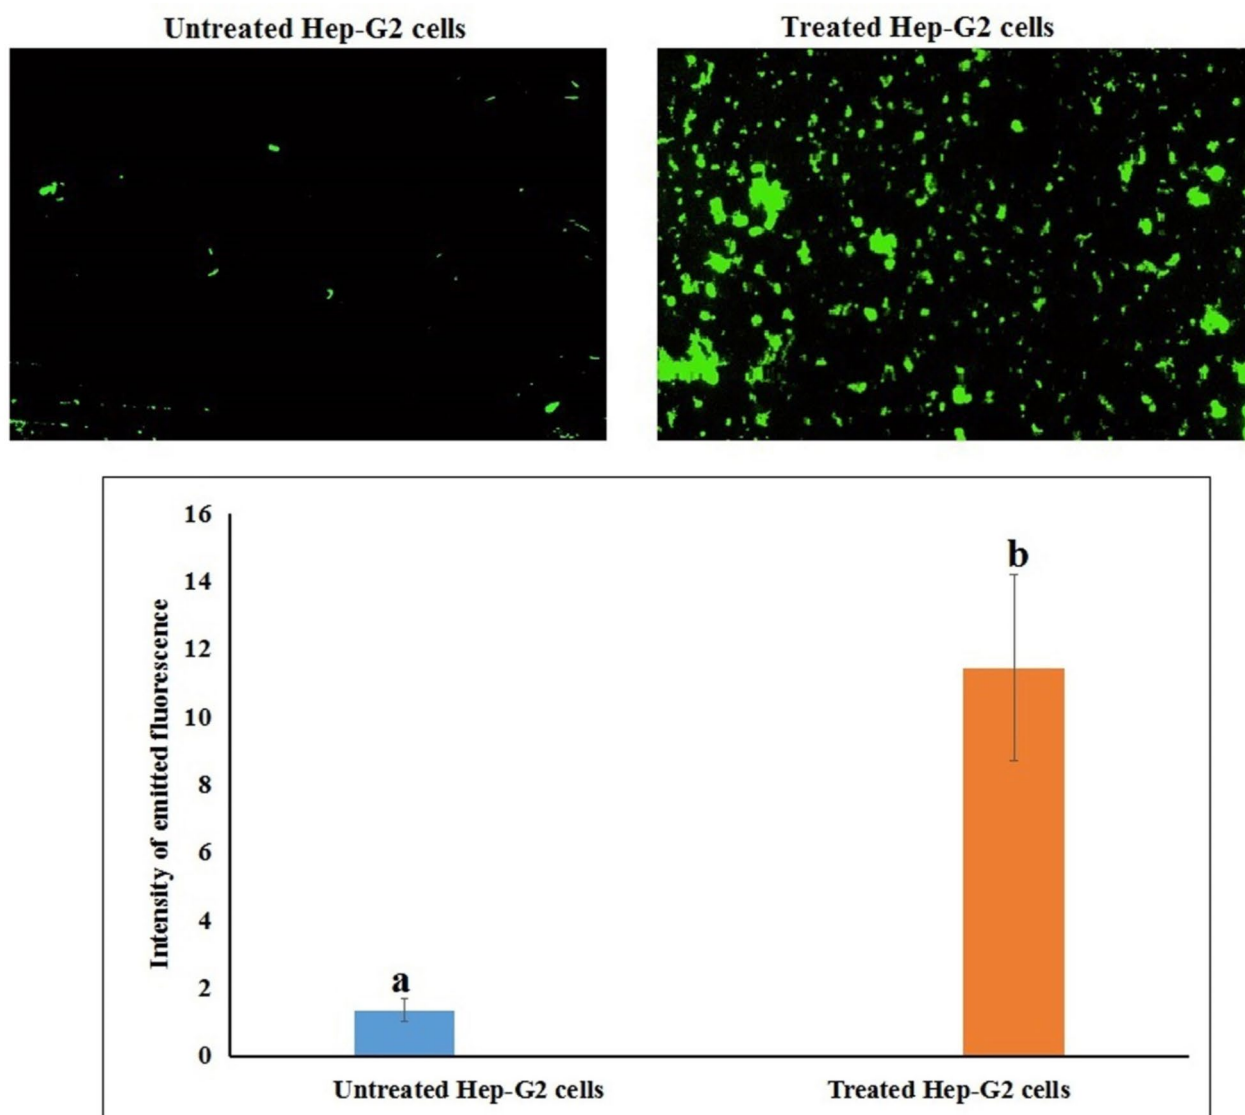 Untreated Hep-G2 cells
Treated Hep-G2 cells
Intensity of emitted fluorescence
16
14
12
10
8
6
4
2
0
a
b
Untreated Hep-G2 cells
Treated Hep-G2 cells